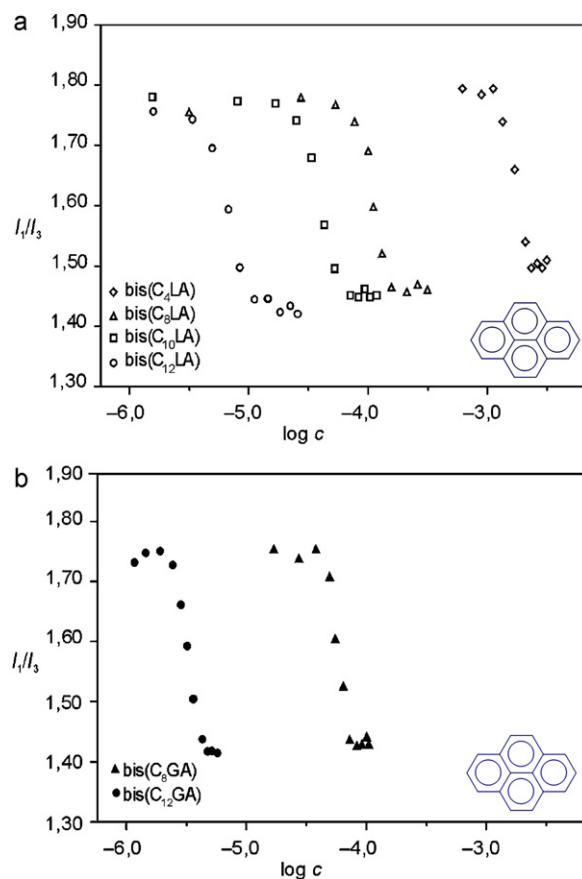 a
1,90
1,80
1,70
I₁/I₃
1,60
1,50
1,40
1,30
bis(C₄LA)
bis(C₈LA)
bis(C₁₀LA)
bis(C₁₂LA)
–6,0 –5,0 –4,0 –3,0
log c
b
1,90
1,80
1,70
I₁/I₃
1,60
1,50
1,40
1,30
bis(C₈GA)
bis(C₁₂GA)
–6,0 –5,0 –4,0 –3,0
log c